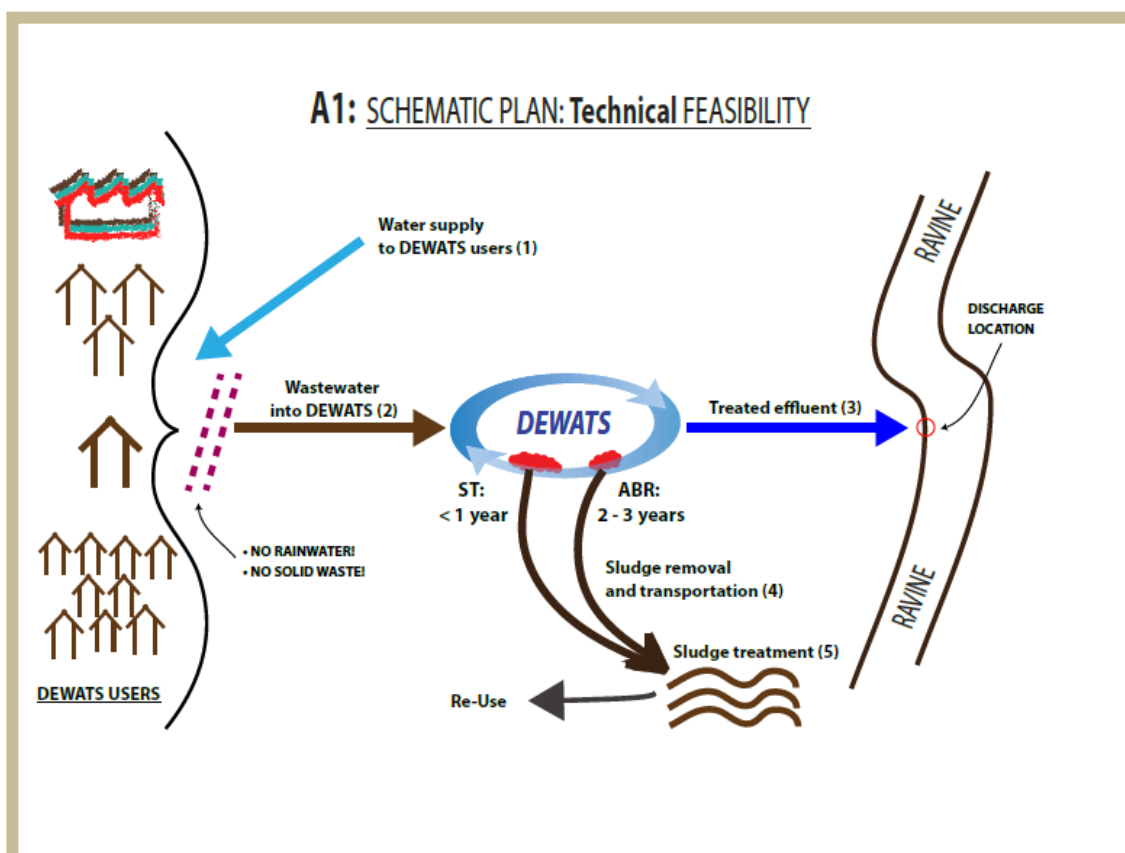 A1: SCHEMATIC PLAN: Technical FEASIBILITY
Water supply
to DEWATS users (1)
RAVINE
DISCHARGE
LOCATION
Wastewater
into DEWATS (2)
DEWATS
Treated effluent (3)
ST:
< 1 year
ABR:
2 - 3 years
• NO RAINWATER!
• NO SOLID WASTE!
Sludge removal
and transportation (4)
RAVINE
Sludge treatment (5)
DEWATS USERS
Re-Use